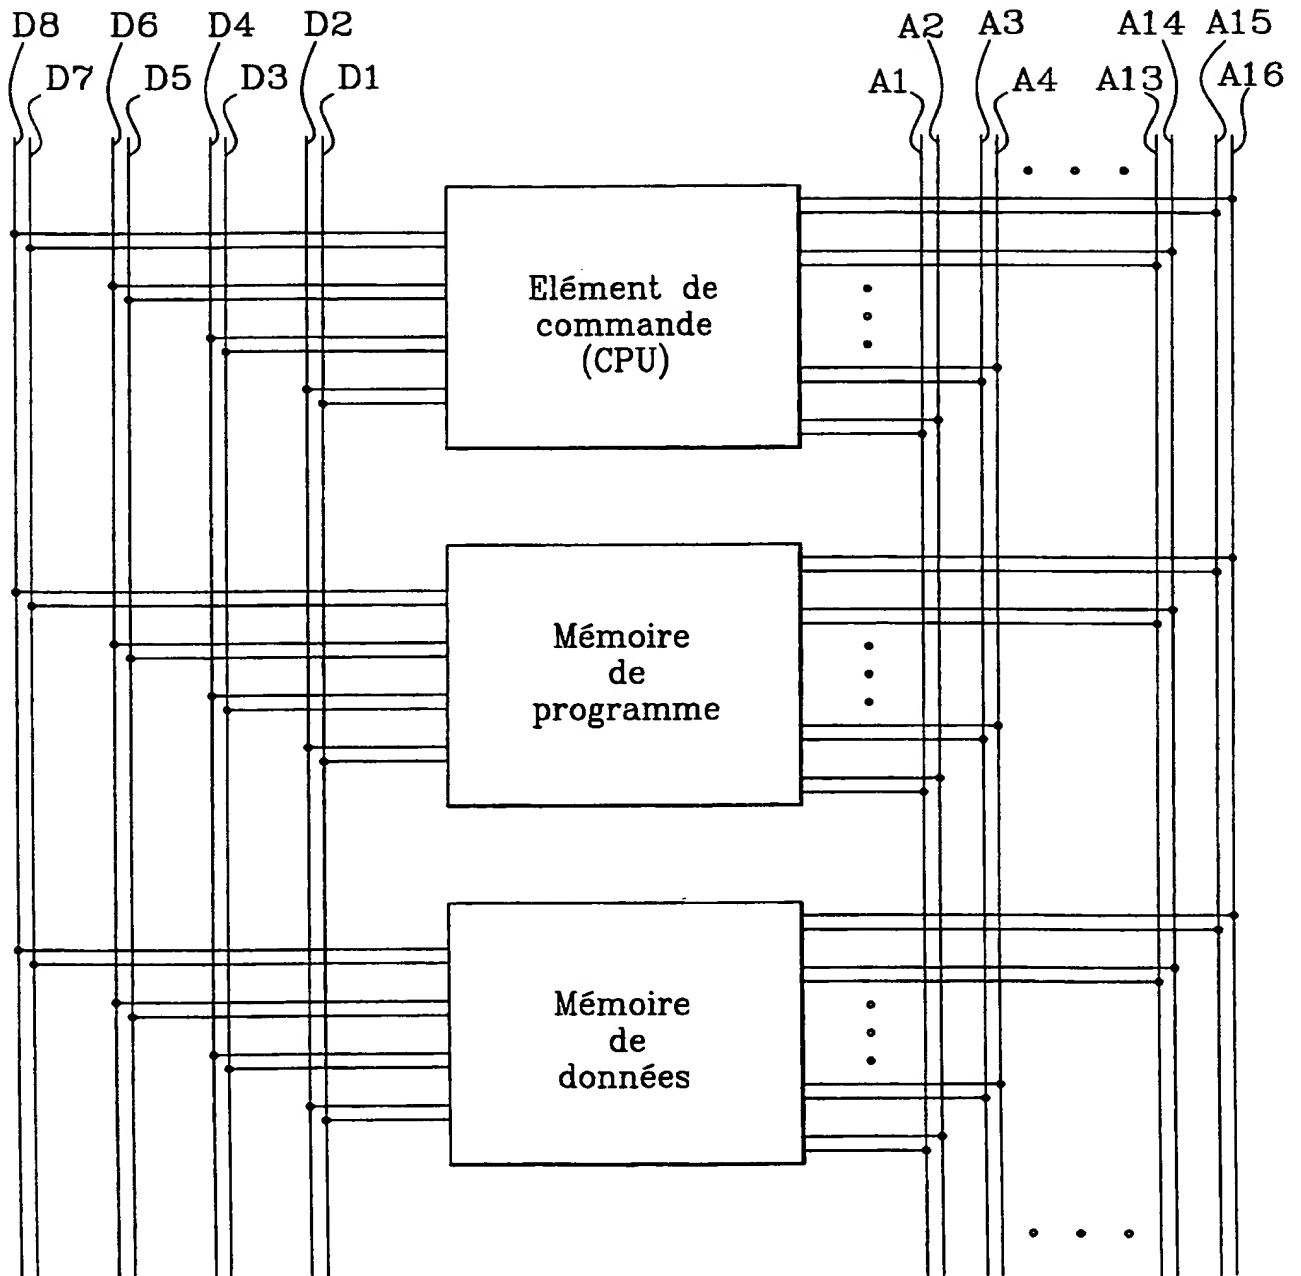 D8 D6 D4 D2 A2 A3 A14 A15
D7 D5 D3 D1 A1 A4 A13 A16
Elément de
commande
(CPU)
Mémoire
de
programme
Mémoire
de
données